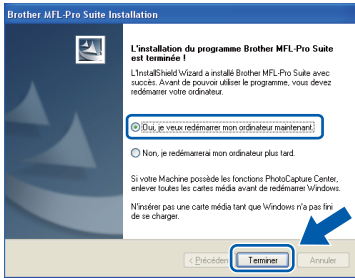 Brother MFL-Pro Suite Installation
L'installation du programme Brother MFL-Pro Suite
est terminée !
L'InstallShield Wizard a installé Brother MFL-Pro Suite avec
succès. Avant de pouvoir utiliser le programme, vous devez
redémarrer votre ordinateur.
Oui, je veux redémarrer mon ordinateur maintenant.
Non, je redémarrerai mon ordinateur plus tard.
Si votre Machine possède les fonctions PhotoCapture Center,
enlever toutes les cartes média avant de redémarrer Windows.
N'insérer pas une carte média tant que Windows n'a pas fini
de se charger.
< Précéden Terminer Annuler